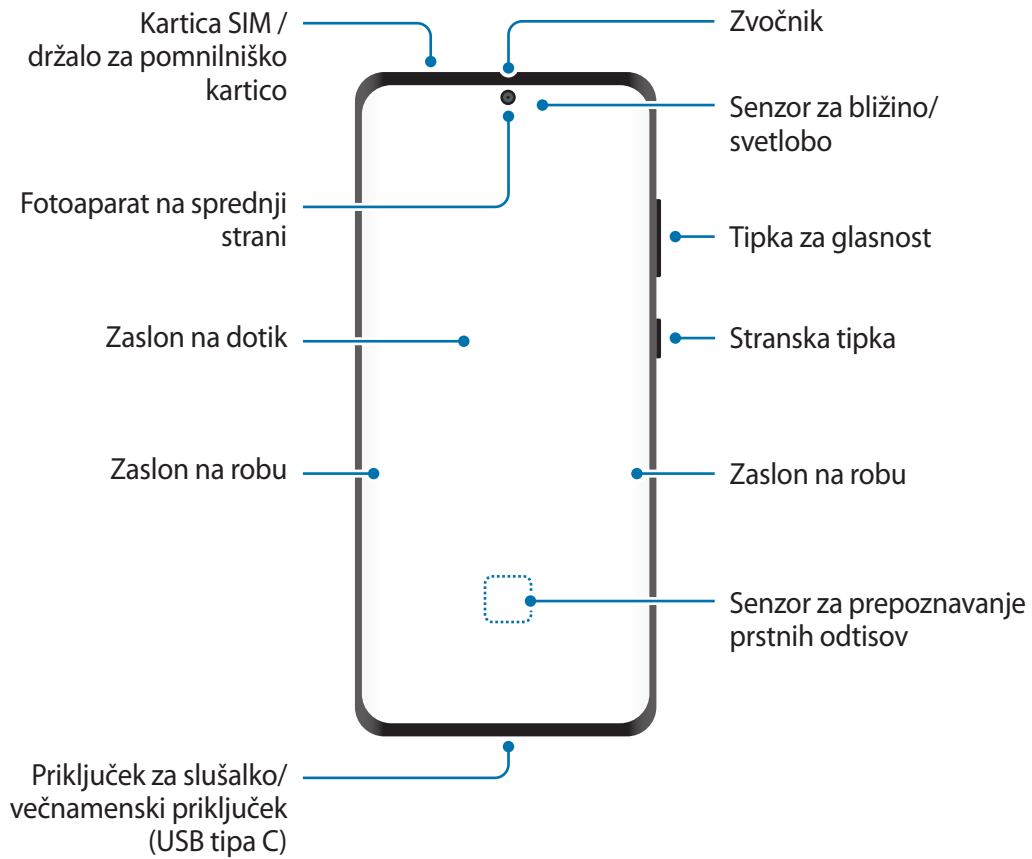 Kartica SIM /
držalo za pomnilniško
kartico
Fotoaparat na sprednji
strani
Zaslon na dotik
Zaslon na robu
Priključek za slušalko/
večnamenski priključek
(USB tipa C)
Zvočnik
Senzor za bližino/
svetlobo
Tipka za glasnost
Stranska tipka
Zaslon na robu
Senzor za prepoznavanje
prstnih odtisov